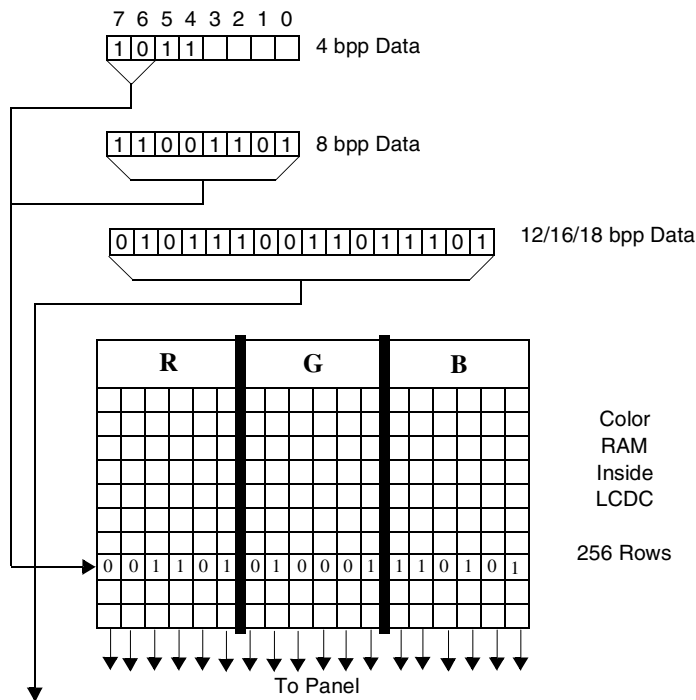 7 6 5 4 3 2 1 0
1 0 1 1 4 bpp Data
1 1 0 0 1 1 0 1 8 bpp Data
0 1 0 1 1 1 0 0 1 1 0 1 1 1 0 1 12/16/18 bpp Data
R G B
Color
RAM
Inside
LCDC
256 Rows
0 0 1 1 0 1 0 1 0 0 0 1 1 1 0 1 0 1
To Panel